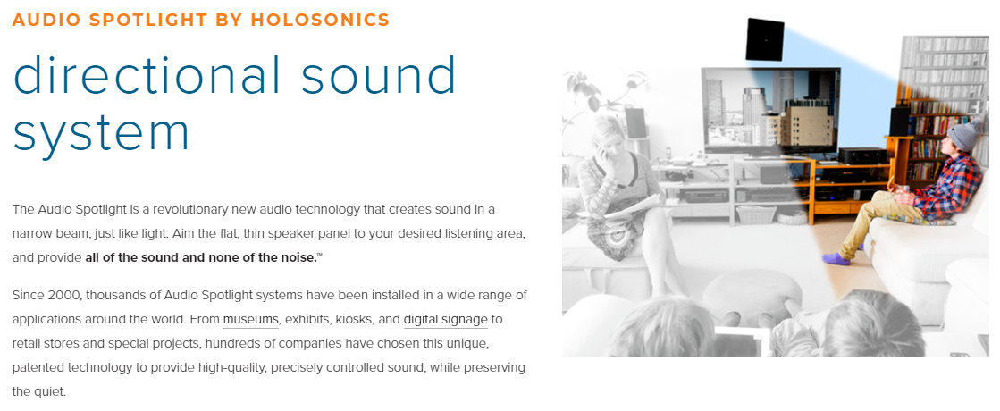 AUDIO SPOTLIGHT BY HOLOSONICS
directional sound
system
The Audio Spotlight is a revolutionary new audio technology that creates sound in a
narrow beam, just like light. Aim the flat, thin speaker panel to your desired listening area,
and provide all of the sound and none of the noise.™
Since 2000, thousands of Audio Spotlight systems have been installed in a wide range of
applications around the world. From museums, exhibits, kiosks, and digital signage to
retail stores and special projects, hundreds of companies have chosen this unique,
patented technology to provide high-quality, precisely controlled sound, while preserving
the quiet.